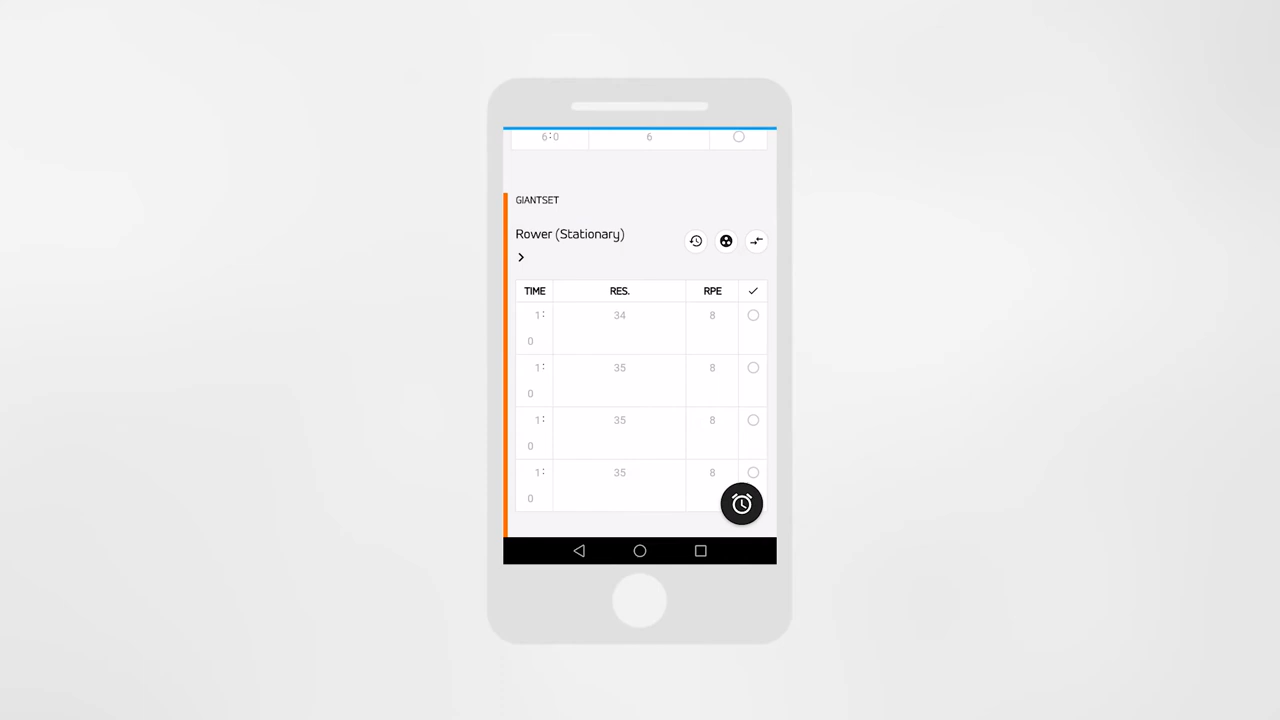 6:0 6
GIANTSET
Rower (Stationary)
TIME RES. RPE
1: 34 8
0
1: 35 8
0
1: 35 8
0
1: 35 8
0